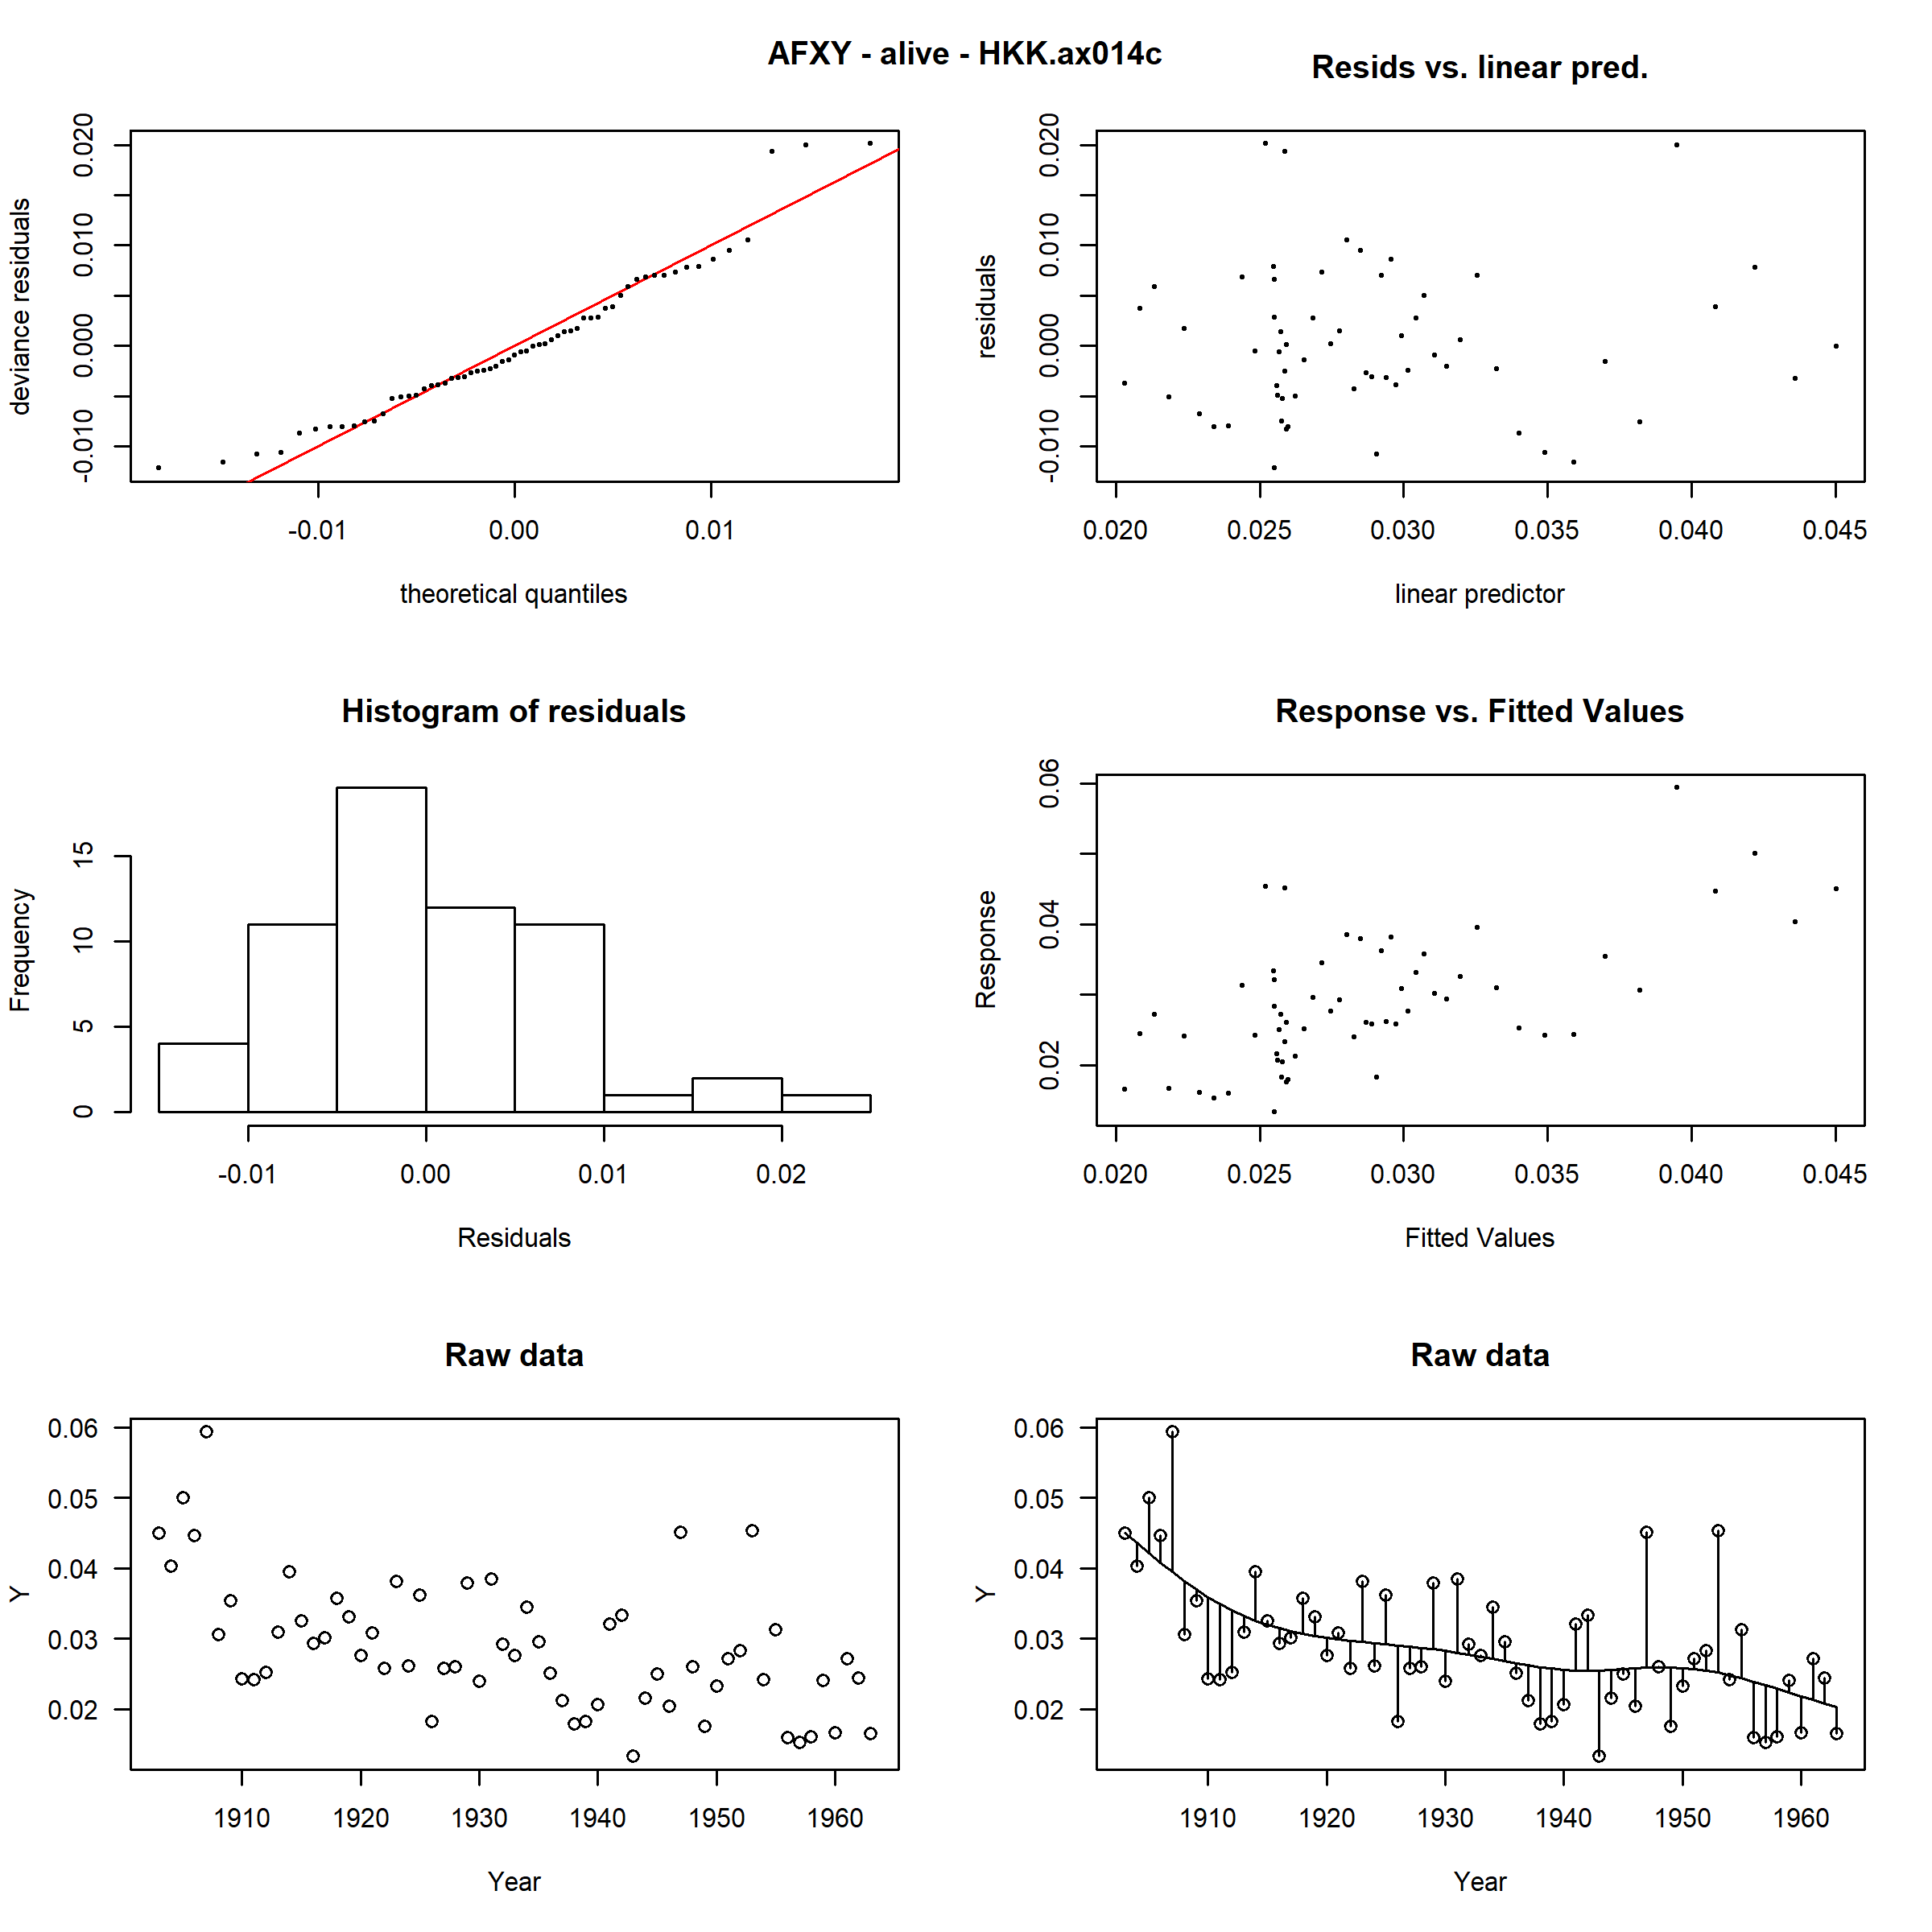 AFXY - alive - HKK.ax014c
Resids vs. linear pred.
deviance residuals
-0.010 0.000 0.010 0.020
-0.01 0.00 0.01
theoretical quantiles
residuals
-0.010 0.000 0.010 0.020
0.020 0.025 0.030 0.035 0.040 0.045
linear predictor
Histogram of residuals
Frequency
0 5 10 15
-0.01 0.00 0.01 0.02
Residuals
Response vs. Fitted Values
Response
0.02 0.04 0.06
0.020 0.025 0.030 0.035 0.040 0.045
Fitted Values
Raw data
Y
0.06
0.05
0.04
0.03
0.02
1910 1920 1930 1940 1950 1960
Year
Raw data
Y
0.06
0.05
0.04
0.03
0.02
1910 1920 1930 1940 1950 1960
Year